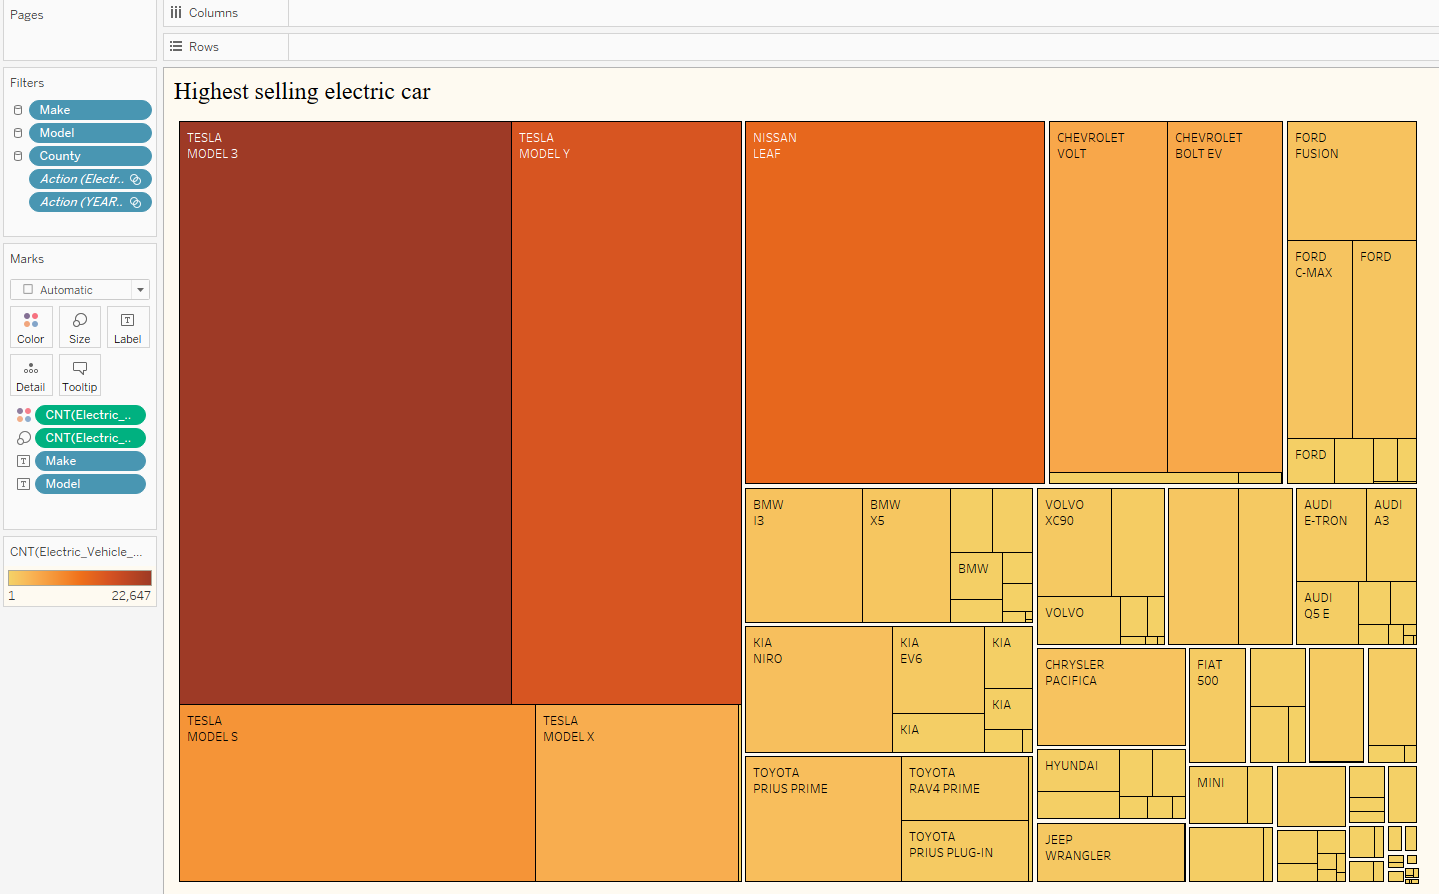 Pages
Columns
Rows
Filters
Make
Model
County
Action (Electr..
Action (YEAR..
Marks
Automatic
Color
Size
Label
Detail
Tooltip
CNT(Electric_..
CNT(Electric_..
Make
Model
CNT(Electric_Vehicle_...
1
22,647
Highest selling electric car
TESLA
MODEL 3
TESLA
MODEL Y
TESLA
MODEL S
TESLA
MODEL X
NISSAN
LEAF
CHEVROLET
VOLT
CHEVROLET
BOLT EV
FORD
FUSION
FORD
C-MAX
FORD
FORD
BMW
I3
BMW
X5
BMW
VOLVO
XC90
VOLVO
AUDI
E-TRON
AUDI
A3
AUDI
Q5 E
KIA
NIRO
KIA
EV6
KIA
KIA
KIA
CHRYSLER
PACIFICA
FIAT
500
HYUNDAI
MINI
TOYOTA
PRIUS PRIME
TOYOTA
RAV4 PRIME
TOYOTA
PRIUS PLUG-IN
JEEP
WRANGLER